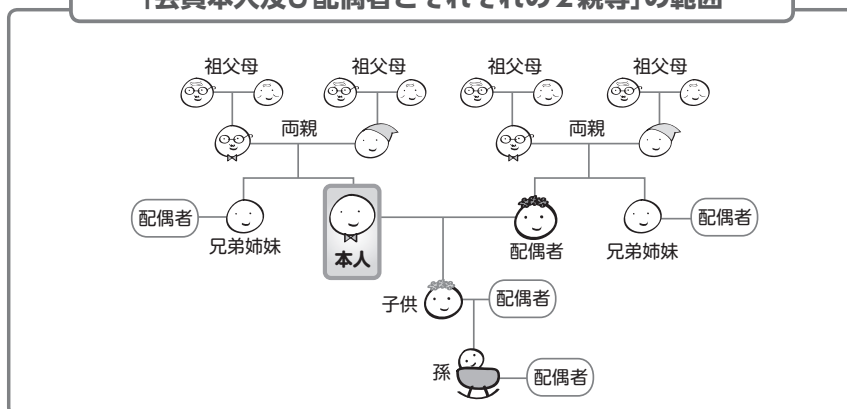 「会員本人及び配偶者とそれぞれの2親等」の範囲
祖父母 祖父母 祖父母 祖父母
両親 両親
配偶者 兄弟姉妹 本人 配偶者 兄弟姉妹 配偶者
子供 配偶者
孫 配偶者